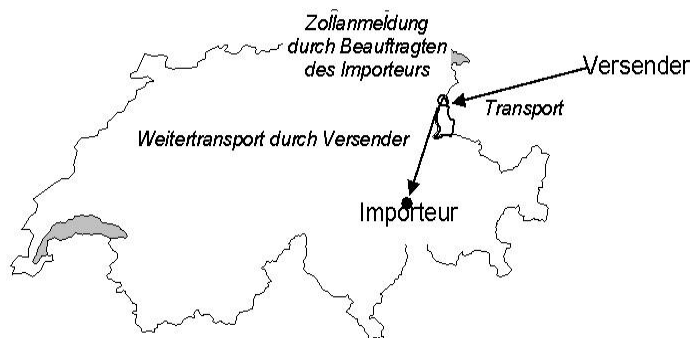 Zollanmeldung
durch Beauftragten
des Importeurs
Versender
Transport
Weitertransport durch Versender
Importeur